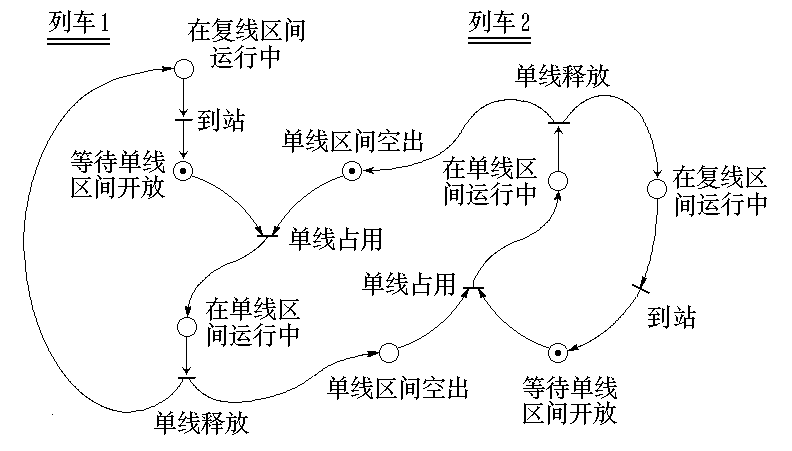 列车1
列车2
在复线区间
运行中
到站
等待单线
区间开放
单线区间空出
单线释放
在单线区
间运行中
在复线区
间运行中
单线占用
单线占用
在单线区
间运行中
到站
单线释放
单线区间空出
等待单线
区间开放